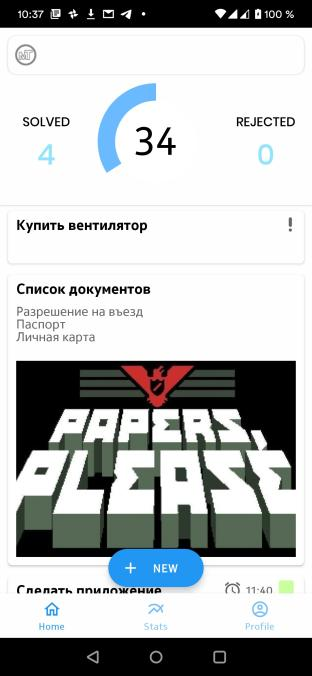 10:37
100 %
MT
SOLVED
34
REJECTED
4
0
Купить вентилятор
!
Список документов
Разрешение на въезд
Паспорт
Личная карта
PAPERS,
PLEASE
+ NEW
Сделать приложение
11:40
Home
Stats
Profile